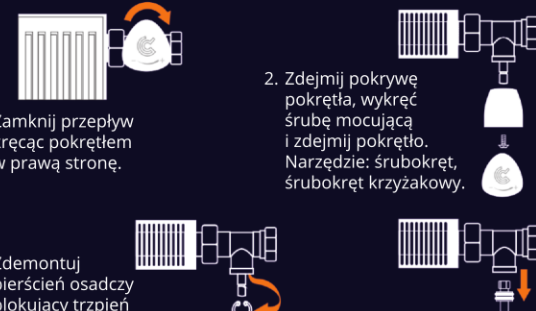 Zamknij przepływ
kręcąc pokrętłem
w prawą stronę.
2. Zdejmij pokrywę
pokrętła, wykręć
śrubę mocującą
i zdejmij pokrętło.
Narzędzie: śrubokręt,
śrubokręt krzyżakowy.
Zdemontuj
pierścień osadczy
blokujący trzpień